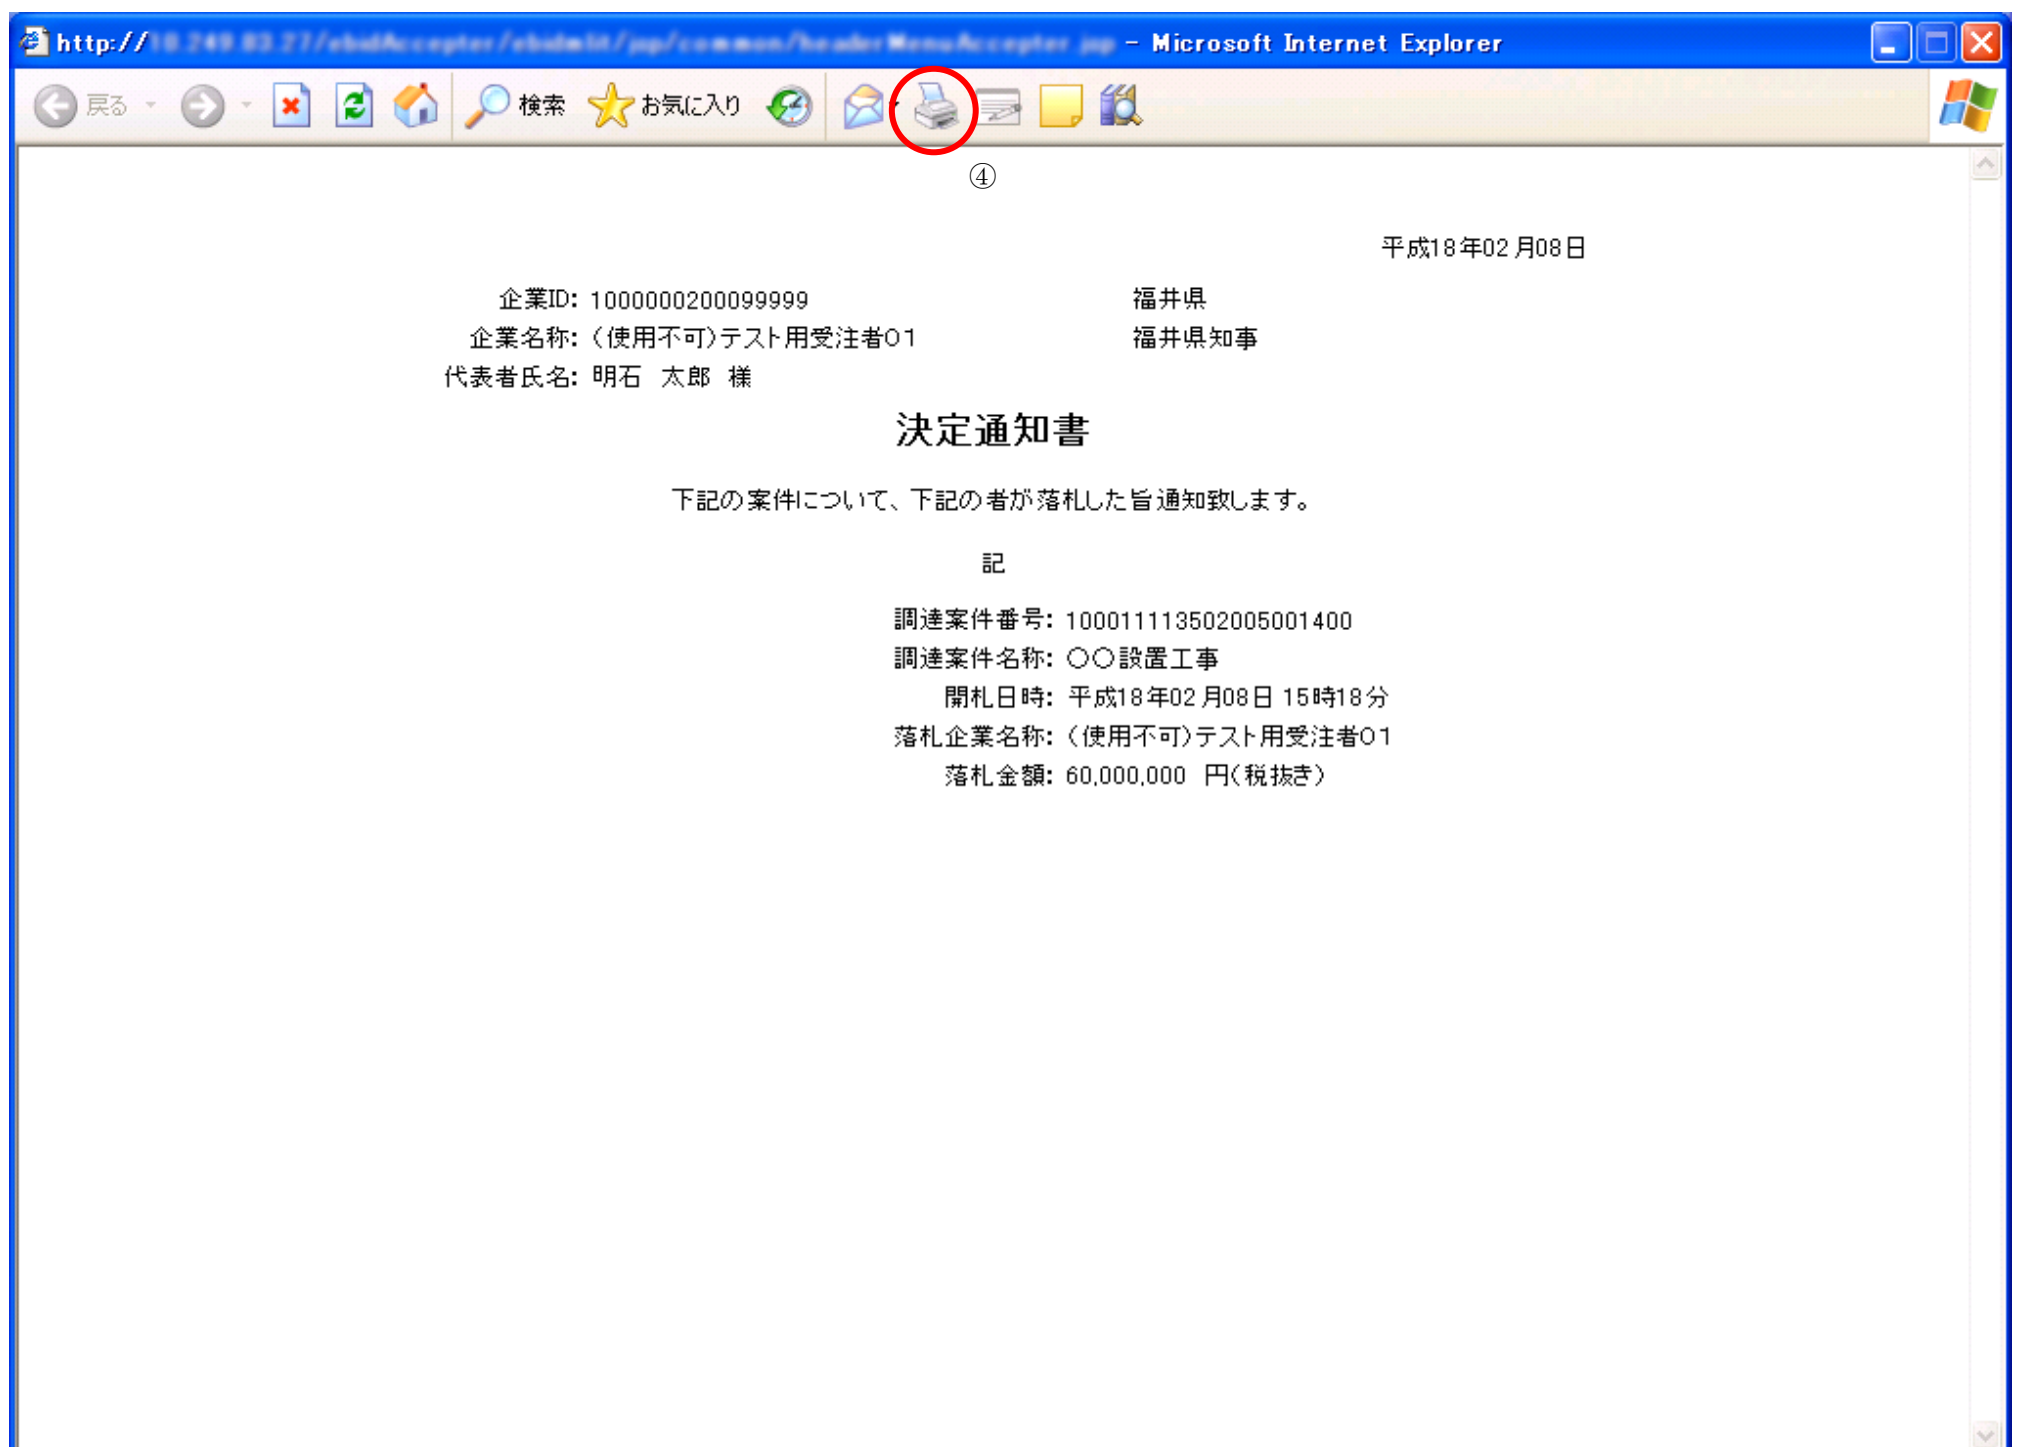 http:// - Microsoft Internet Explorer
戻る 検索 お気に入り
④
平成18年02月08日
企業ID: 1000000200099999 福井県
企業名称: (使用不可)テスト用受注者01 福井県知事
代表者氏名: 明石 太郎 様
決定通知書
下記の案件について、下記の者が落札した旨通知致します。
記
調達案件番号: 100011113502005001400
調達案件名称: 〇〇設置工事
開札日時: 平成18年02月08日 15時18分
落札企業名称: (使用不可)テスト用受注者01
落札金額: 60,000,000 円(税抜き)